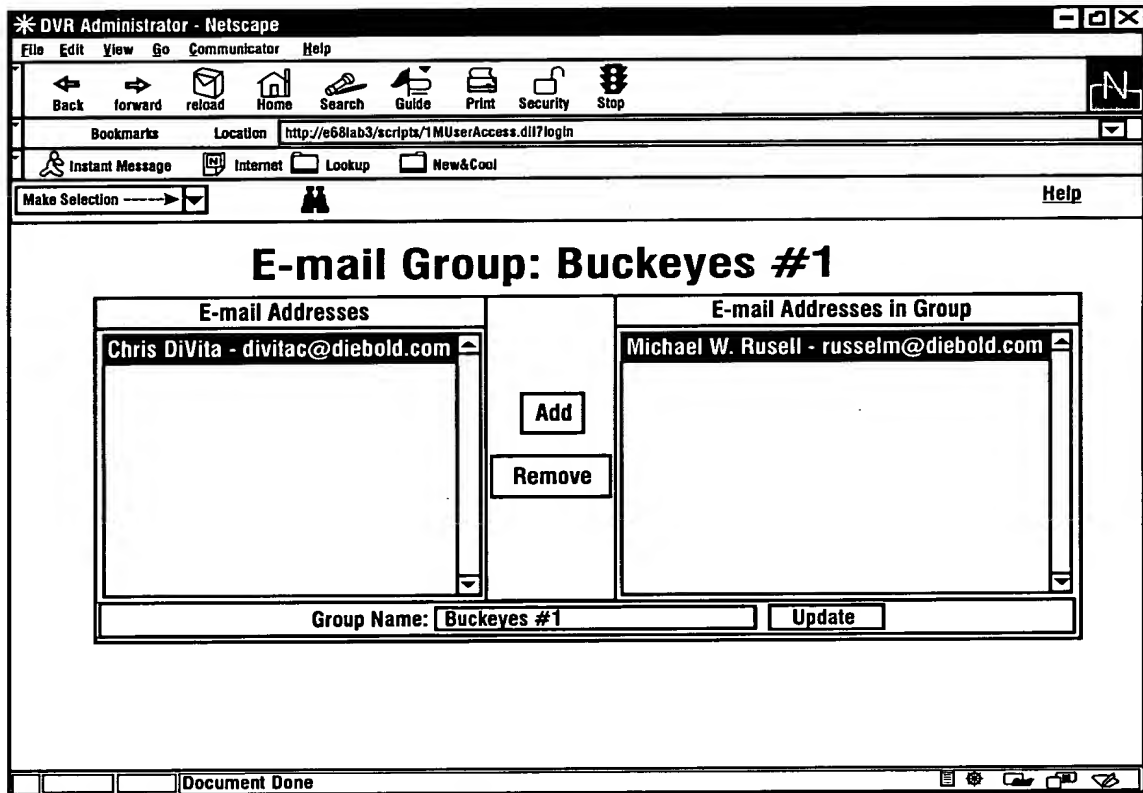 DVR Administrator - Netscape
File Edit View Go Communicator Help
Back forward reload Home Search Guide Print Security Stop
N
Bookmarks Location http://e68lab3/scripts/1MUserAccess.dll?login
Instant Message Internet Lookup New&Cool
Make Selection -----> Help
E-mail Group: Buckeyes #1
E-mail Addresses E-mail Addresses in Group
Chris DiVita - divitac@diebold.com Michael W. Rusell - russelm@diebold.com
Add
Remove
Group Name: Buckeyes #1 Update
Document Done